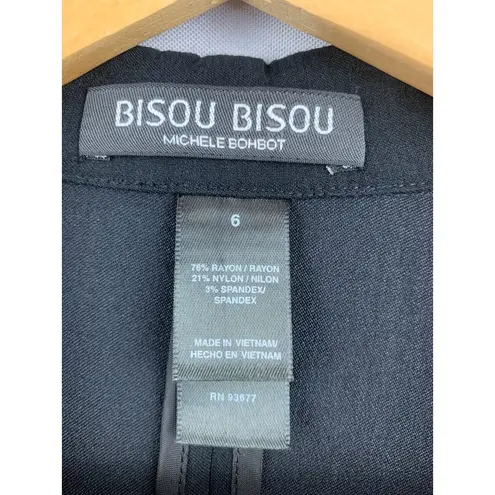 BISOU BISOU
MICHELE BOHBOT
6
76% RAYON / RAYON
21% NYLON / NILON
3% SPANDEX/
SPANDEX
MADE IN VIETNAM/
HECHO EN VIETNAM
RN 93677